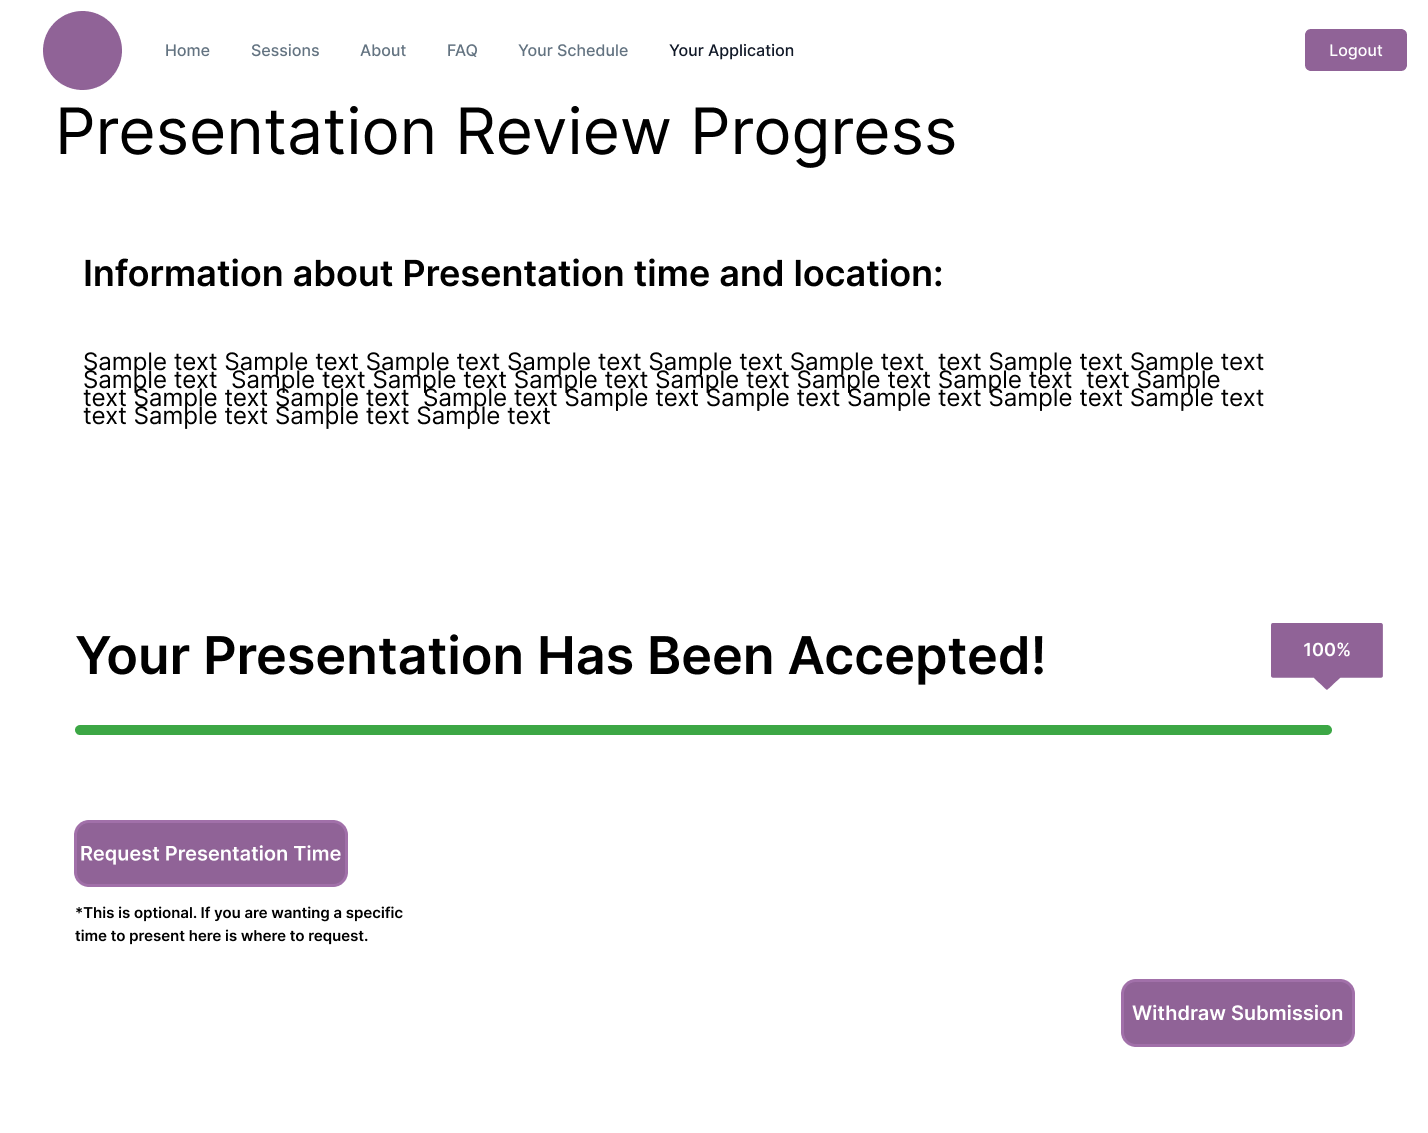 Home Sessions About FAQ Your Schedule Your Application Logout
Presentation Review Progress
Information about Presentation time and location:
Sample text Sample text Sample text Sample text Sample text Sample text  text Sample text Sample text
Sample text  Sample text Sample text Sample text Sample text Sample text Sample text  text Sample
text Sample text Sample text  Sample text Sample text Sample text Sample text Sample text Sample text
text Sample text Sample text Sample text
Your Presentation Has Been Accepted!
100%
Request Presentation Time
*This is optional. If you are wanting a specific
time to present here is where to request.
Withdraw Submission